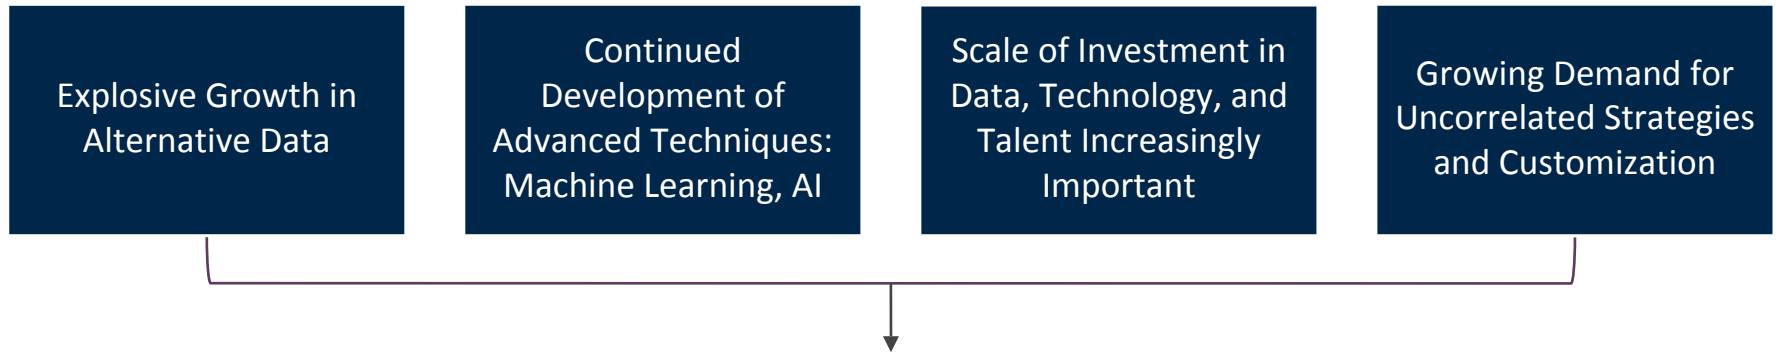 Explosive Growth in
Alternative Data
Continued
Development of
Advanced Techniques:
Machine Learning, AI
Scale of Investment in
Data, Technology, and
Talent Increasingly
Important
Growing Demand for
Uncorrelated Strategies
and Customization